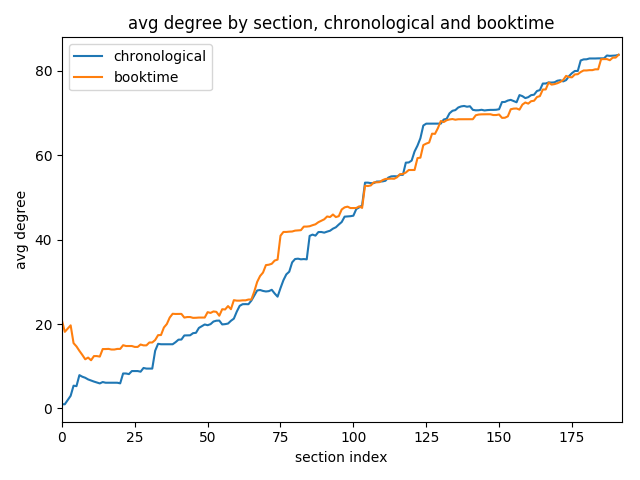 avg degree by section, chronological and booktime
chronological
booktime
avg degree
80
60
40
20
0
0 25 50 75 100 125 150 175
section index